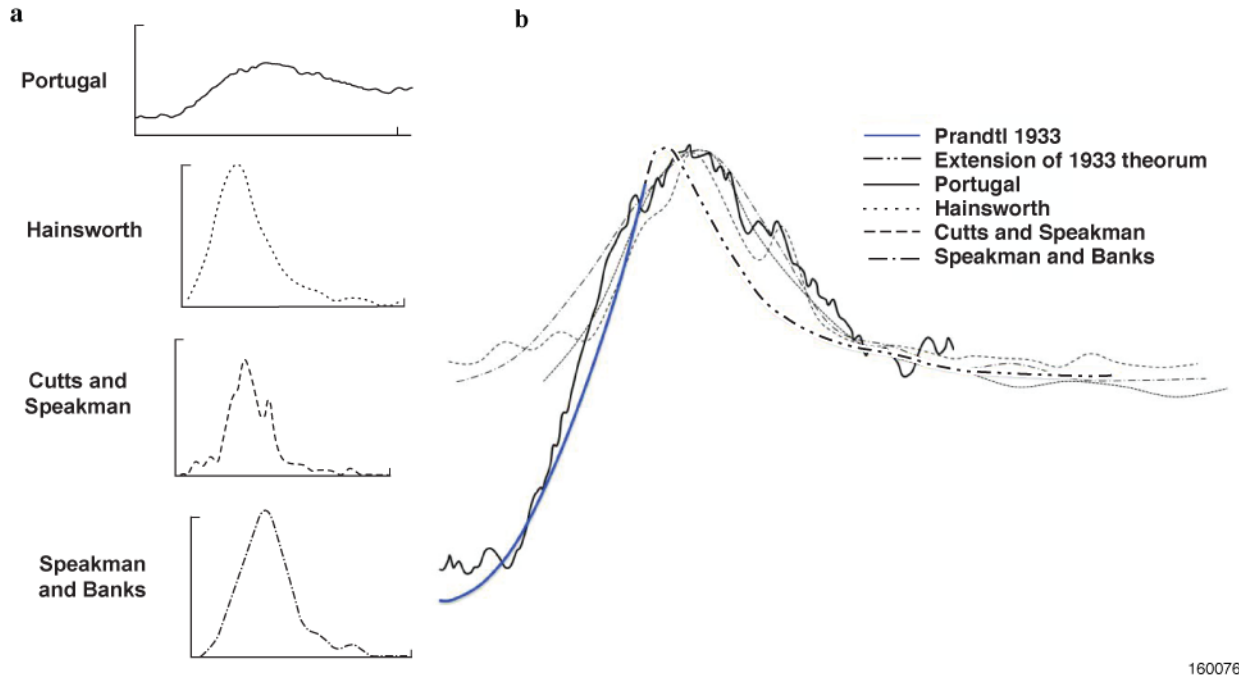 a
b
Portugal
Hainsworth
Cutts and
Speakman
Speakman
and Banks
Prandtl 1933
Extension of 1933 theorum
Portugal
Hainsworth
Cutts and Speakman
Speakman and Banks
160076